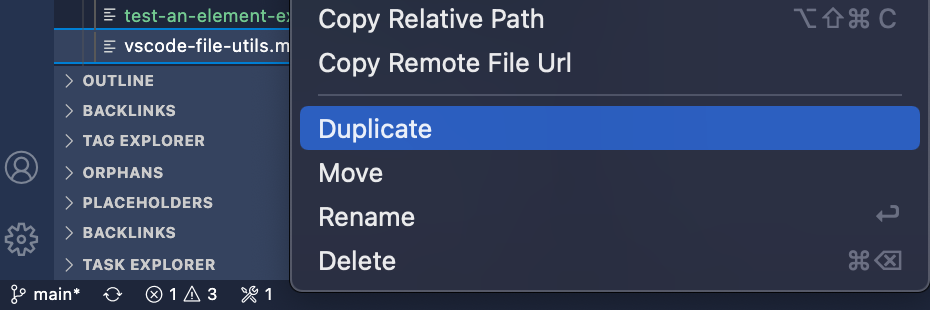 test-an-element-ex
vscode-file-utils.m
OUTLINE
BACKLINKS
TAG EXPLORER
ORPHANS
PLACEHOLDERS
BACKLINKS
TASK EXPLORER
main* 1 3 1
Copy Relative Path ⌥⇧⌘ C
Copy Remote File Url
Duplicate
Move
Rename ↩
Delete ⌘⌫